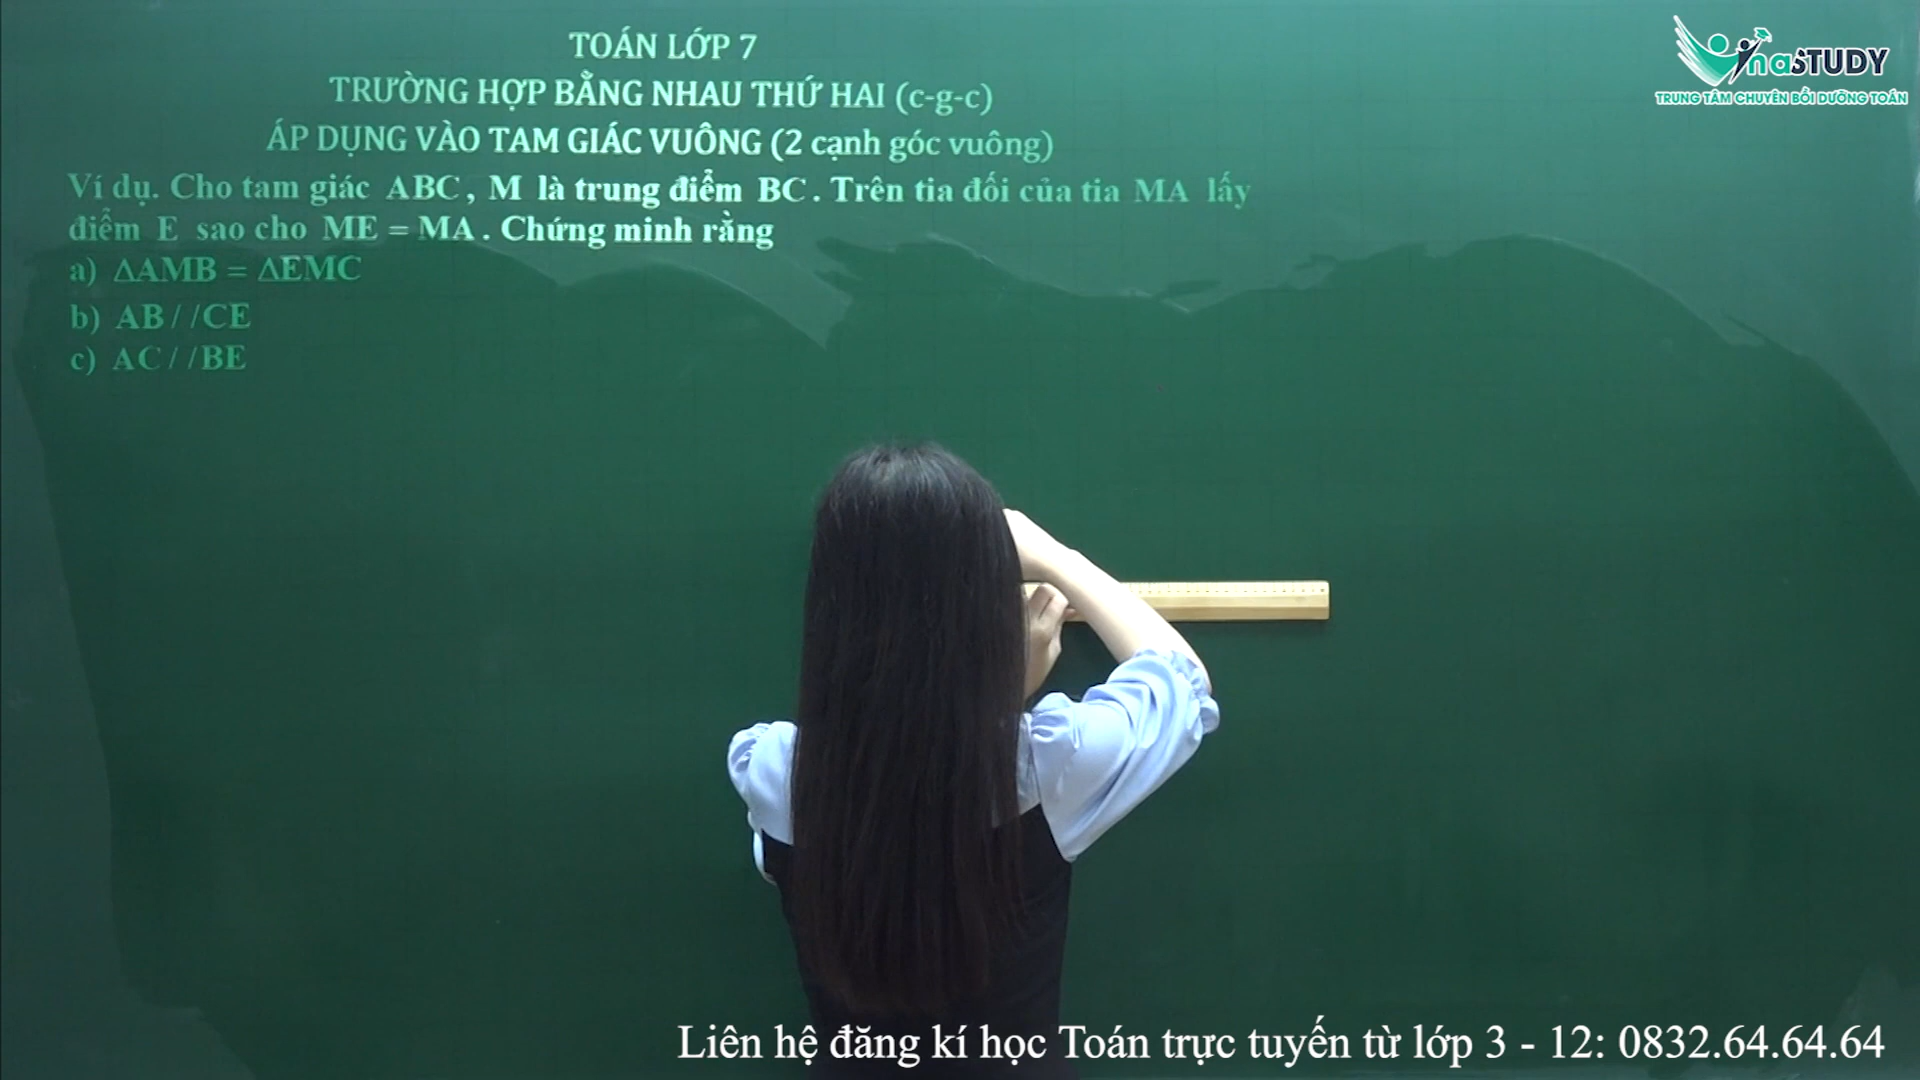 TOÁN LỚP 7
TRƯỜNG HỢP BẰNG NHAU THỨ HAI (c-g-c)
ÁP DỤNG VÀO TAM GIÁC VUÔNG (2 cạnh góc vuông)
Ví dụ. Cho tam giác ABC, M là trung điểm BC. Trên tia đối của tia MA lấy
điểm E sao cho ME = MA. Chứng minh rằng
a) ΔAMB = ΔEMC
b) AB//CE
c) AC//BE
VinaSTUDY
TRUNG TÂM CHUYÊN BỒI DƯỠNG TOÁN
Liên hệ đăng kí học Toán trực tuyến từ lớp 3 - 12: 0832.64.64.64